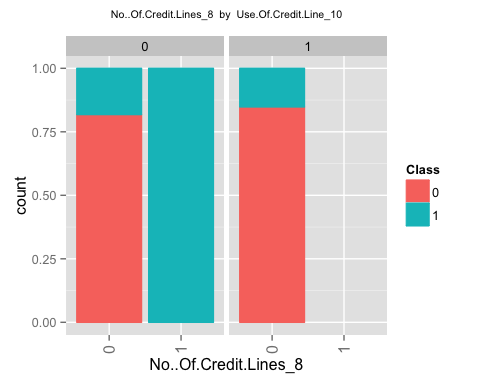 No..Of.Credit.Lines_8 by Use.Of.Credit.Line_10
0 1
1.00
0.75
0.50
0.25
0.00
count
0 1 0 1
No..Of.Credit.Lines_8
Class
0
1